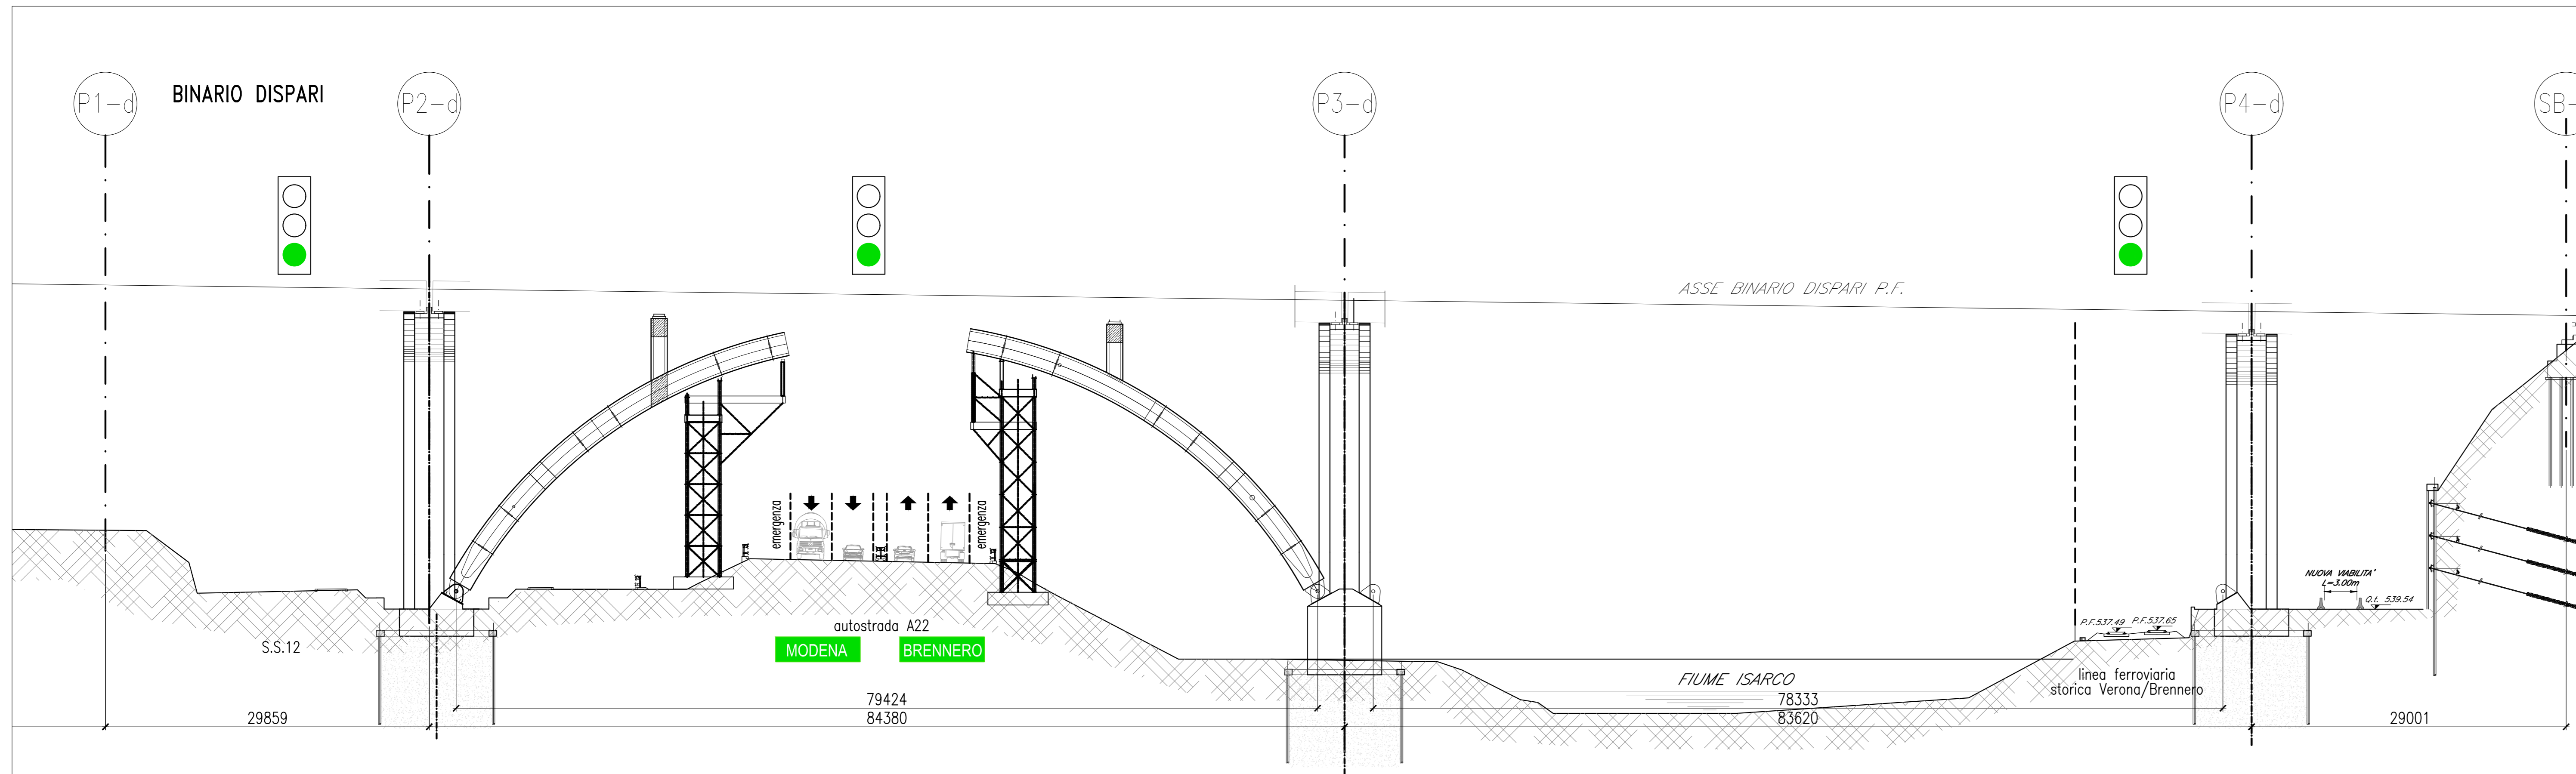 P1-d
BINARIO DISPARI
P2-d
P3-d
P4-d
SB-
ASSE BINARIO DISPARI P.F.
emergenza
emergenza
autostrada A22
MODENA
BRENNERO
S.S.12
NUOVA VIABILITA'
L=3.00m
Q.t. 539.54
P.F.537.49
P.F.537.65
FIUME ISARCO
linea ferroviaria
storica Verona/Brennero
79424
78333
29859
84380
83620
29001